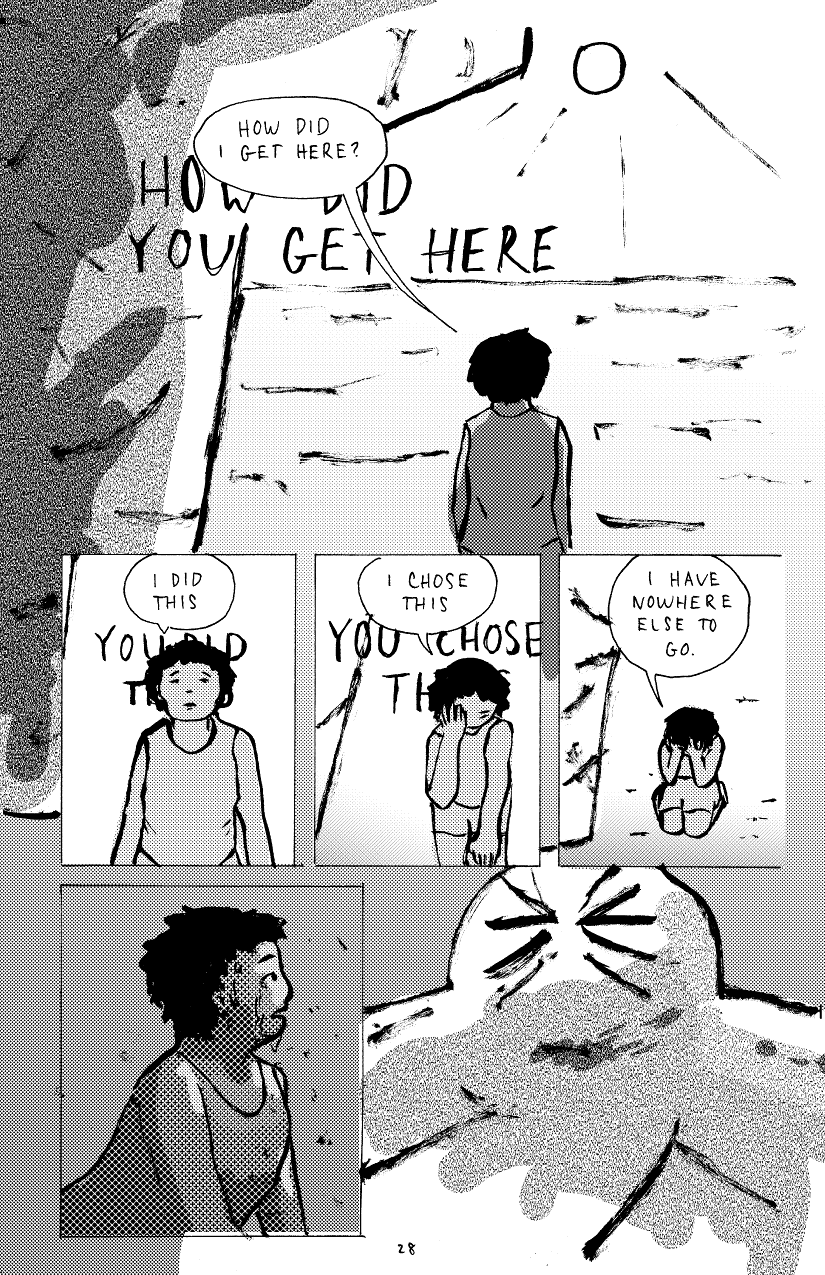 HOW DID
I GET HERE?
HOW DID
YOU GET HERE
I DID
THIS
YOU DID
I CHOSE
THIS
YOU CHOSE
I HAVE
NOWHERE
ELSE TO
GO.
28